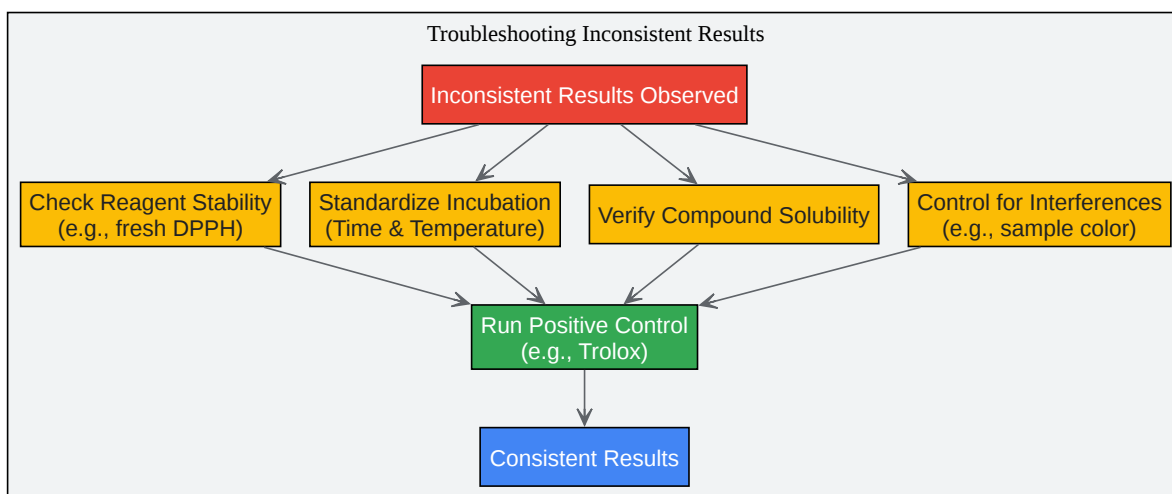 Troubleshooting Inconsistent Results
Inconsistent Results Observed
Check Reagent Stability
(e.g., fresh DPPH)
Standardize Incubation
(Time & Temperature)
Verify Compound Solubility
Control for Interferences
(e.g., sample color)
Run Positive Control
(e.g., Trolox)
Consistent Results